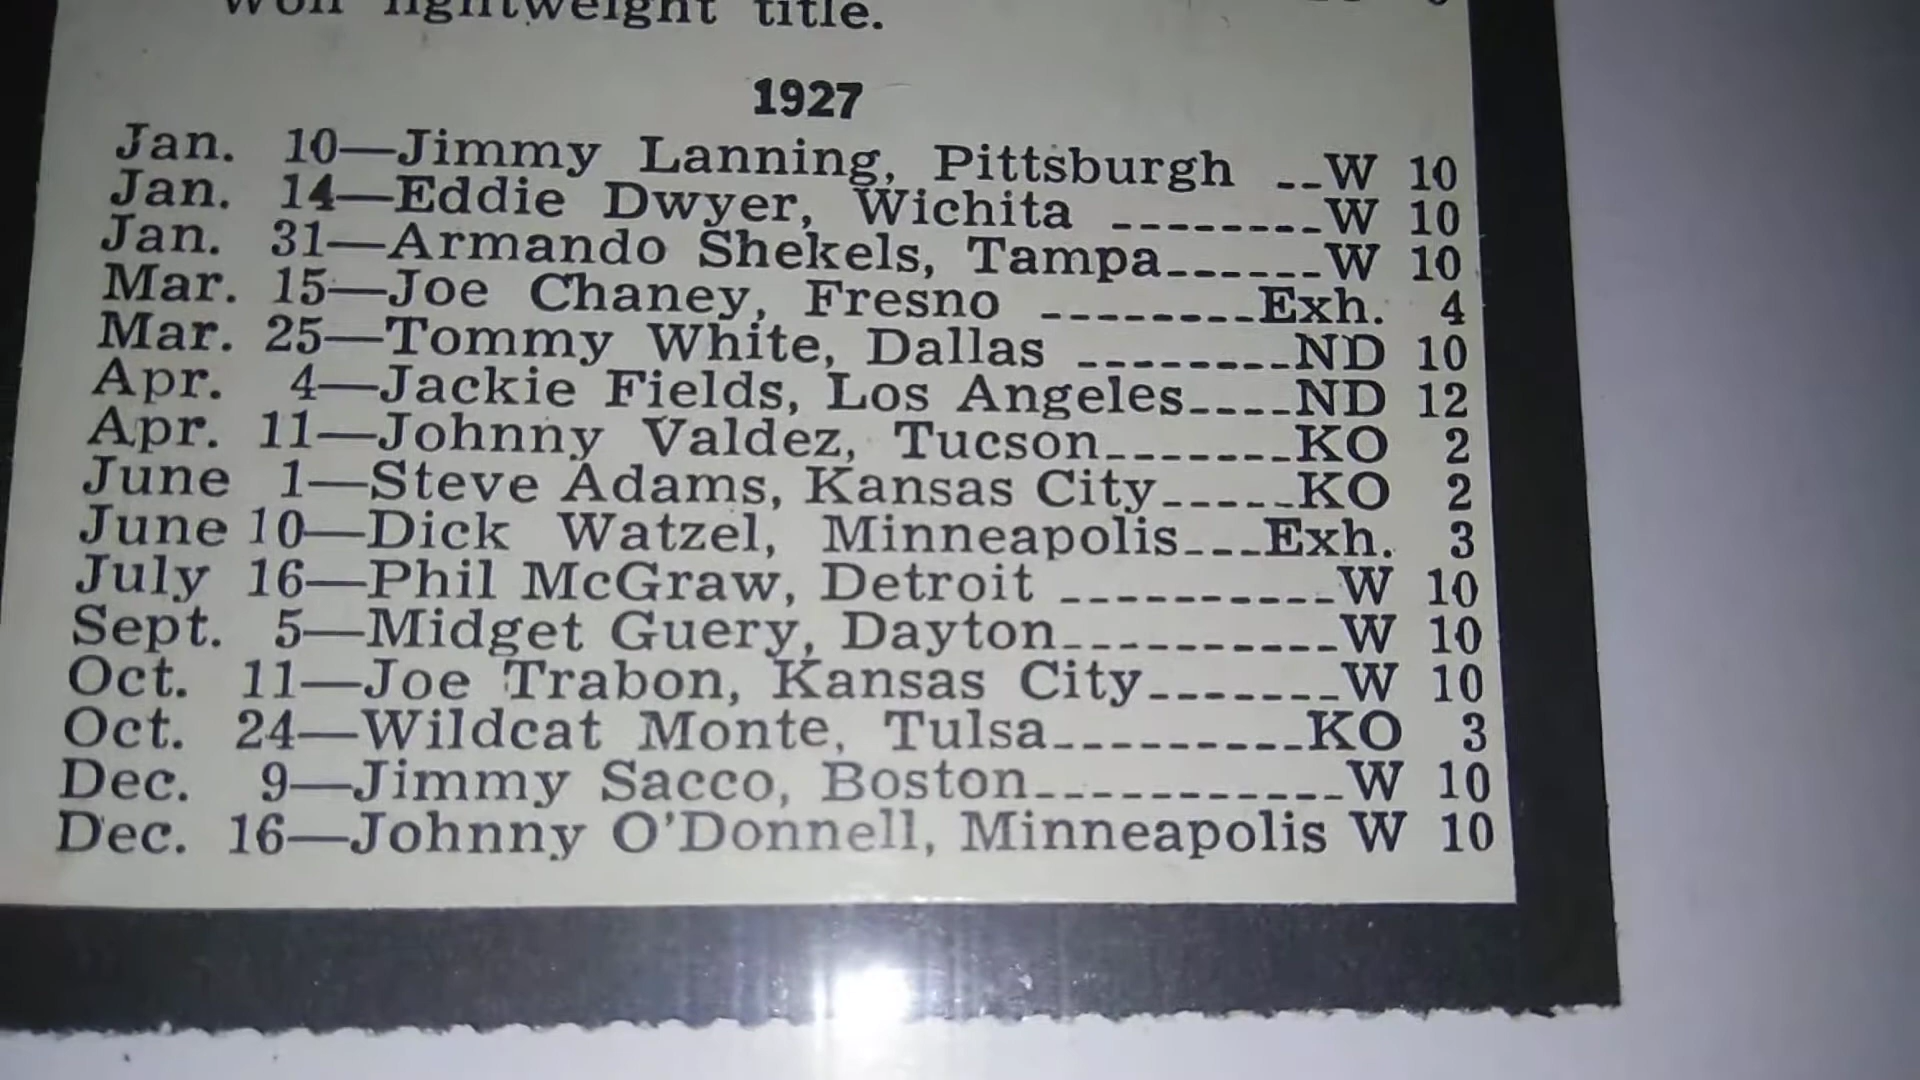 Won lightweight title.
1927
Jan. 10—Jimmy Lanning, Pittsburgh --W 10
Jan. 14—Eddie Dwyer, Wichita --------W 10
Jan. 31—Armando Shekels, Tampa------W 10
Mar. 15—Joe Chaney, Fresno --------Exh. 4
Mar. 25—Tommy White, Dallas --------ND 10
Apr. 4—Jackie Fields, Los Angeles----ND 12
Apr. 11—Johnny Valdez, Tucson-------KO 2
June 1—Steve Adams, Kansas City-----KO 2
June 10—Dick Watzel, Minneapolis---Exh. 3
July 16—Phil McGraw, Detroit ----------W 10
Sept. 5—Midget Guery, Dayton----------W 10
Oct. 11—Joe Trabon, Kansas City-------W 10
Oct. 24—Wildcat Monte, Tulsa---------KO 3
Dec. 9—Jimmy Sacco, Boston-----------W 10
Dec. 16—Johnny O'Donnell, Minneapolis W 10